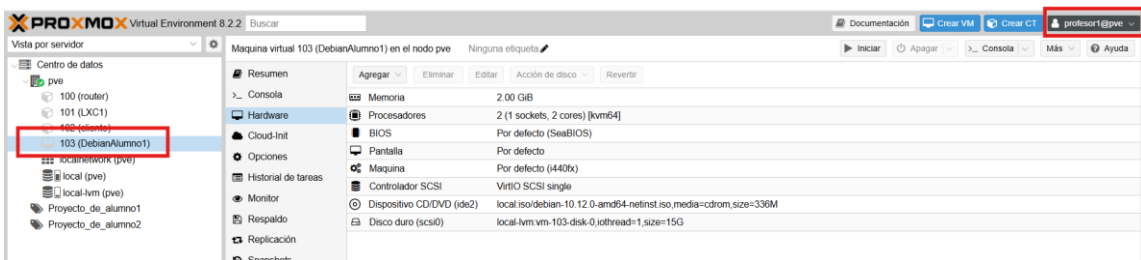 PROXMOX Virtual Environment 8.2.2 Buscar Documentación Crear VM Crear CT profesor1@pve
Vista por servidor
Maquina virtual 103 (DebianAlumno1) en el nodo pve Ninguna etiqueta Iniciar Apagar Consola Más Ayuda
Centro de datos
pve
100 (router)
101 (LXC1)
102 (cliente)
103 (DebianAlumno1)
localnetwork (pve)
local (pve)
local-lvm (pve)
Proyecto_de_alumno1
Proyecto_de_alumno2
Resumen
Consola
Hardware
Cloud-Init
Opciones
Historial de tareas
Monitor
Respaldo
Replicación
Snapshots
Agregar Eliminar Editar Acción de disco Revertir
Memoria 2.00 GiB
Procesadores 2 (1 sockets, 2 cores) [kvm64]
BIOS Por defecto (SeaBIOS)
Pantalla Por defecto
Maquina Por defecto (i440fx)
Controlador SCSI VirtIO SCSI single
Dispositivo CD/DVD (ide2) local:iso/debian-10.12.0-amd64-netinst.iso,media=cdrom,size=336M
Disco duro (scsi0) local-lvm:vm-103-disk-0,iothread=1,size=15G